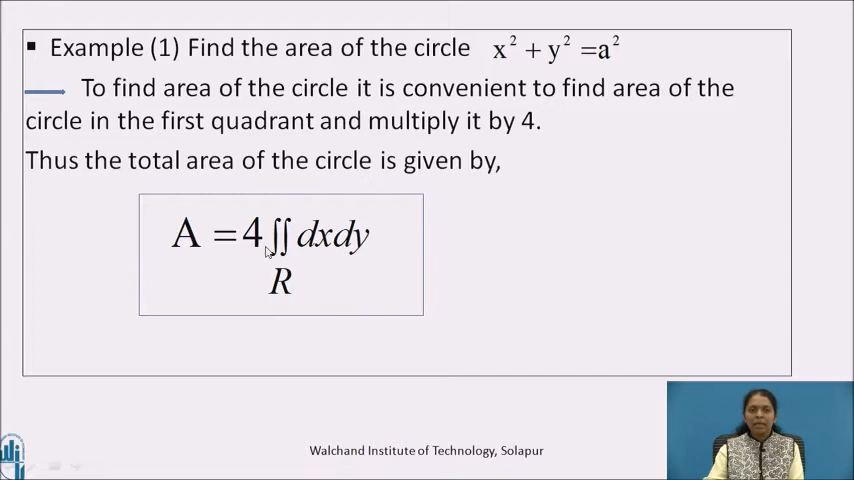 ▪ Example (1) Find the area of the circle x² + y² =a²
To find area of the circle it is convenient to find area of the
circle in the first quadrant and multiply it by 4.
Thus the total area of the circle is given by,
A = 4∬ dxdy
R
Walchand Institute of Technology, Solapur